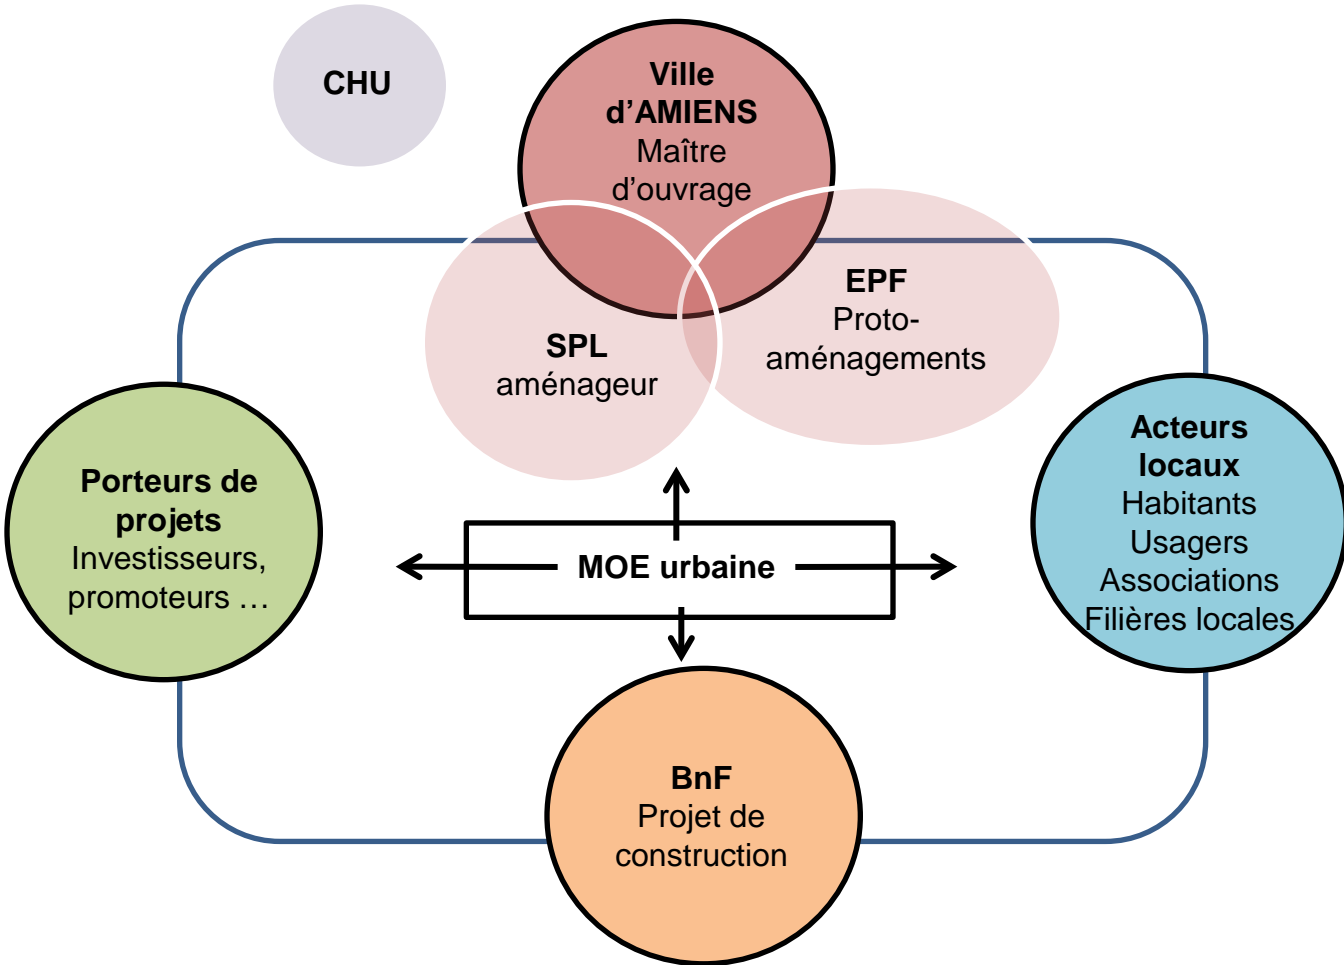 CHU
Ville
d’AMIENS
Maître
d’ouvrage
EPF
Proto-
aménagements
SPL
aménageur
Porteurs de
projets
Investisseurs,
promoteurs …
MOE urbaine
Acteurs
locaux
Habitants
Usagers
Associations
Filières locales
BnF
Projet de
construction